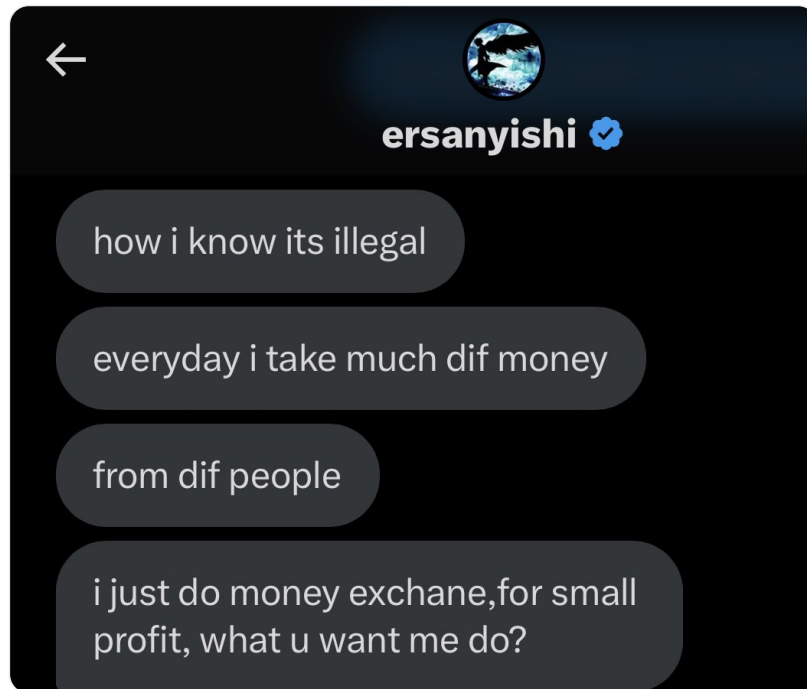 ersanyishi
how i know its illegal
everyday i take much dif money
from dif people
i just do money exchane,for small
profit, what u want me do?